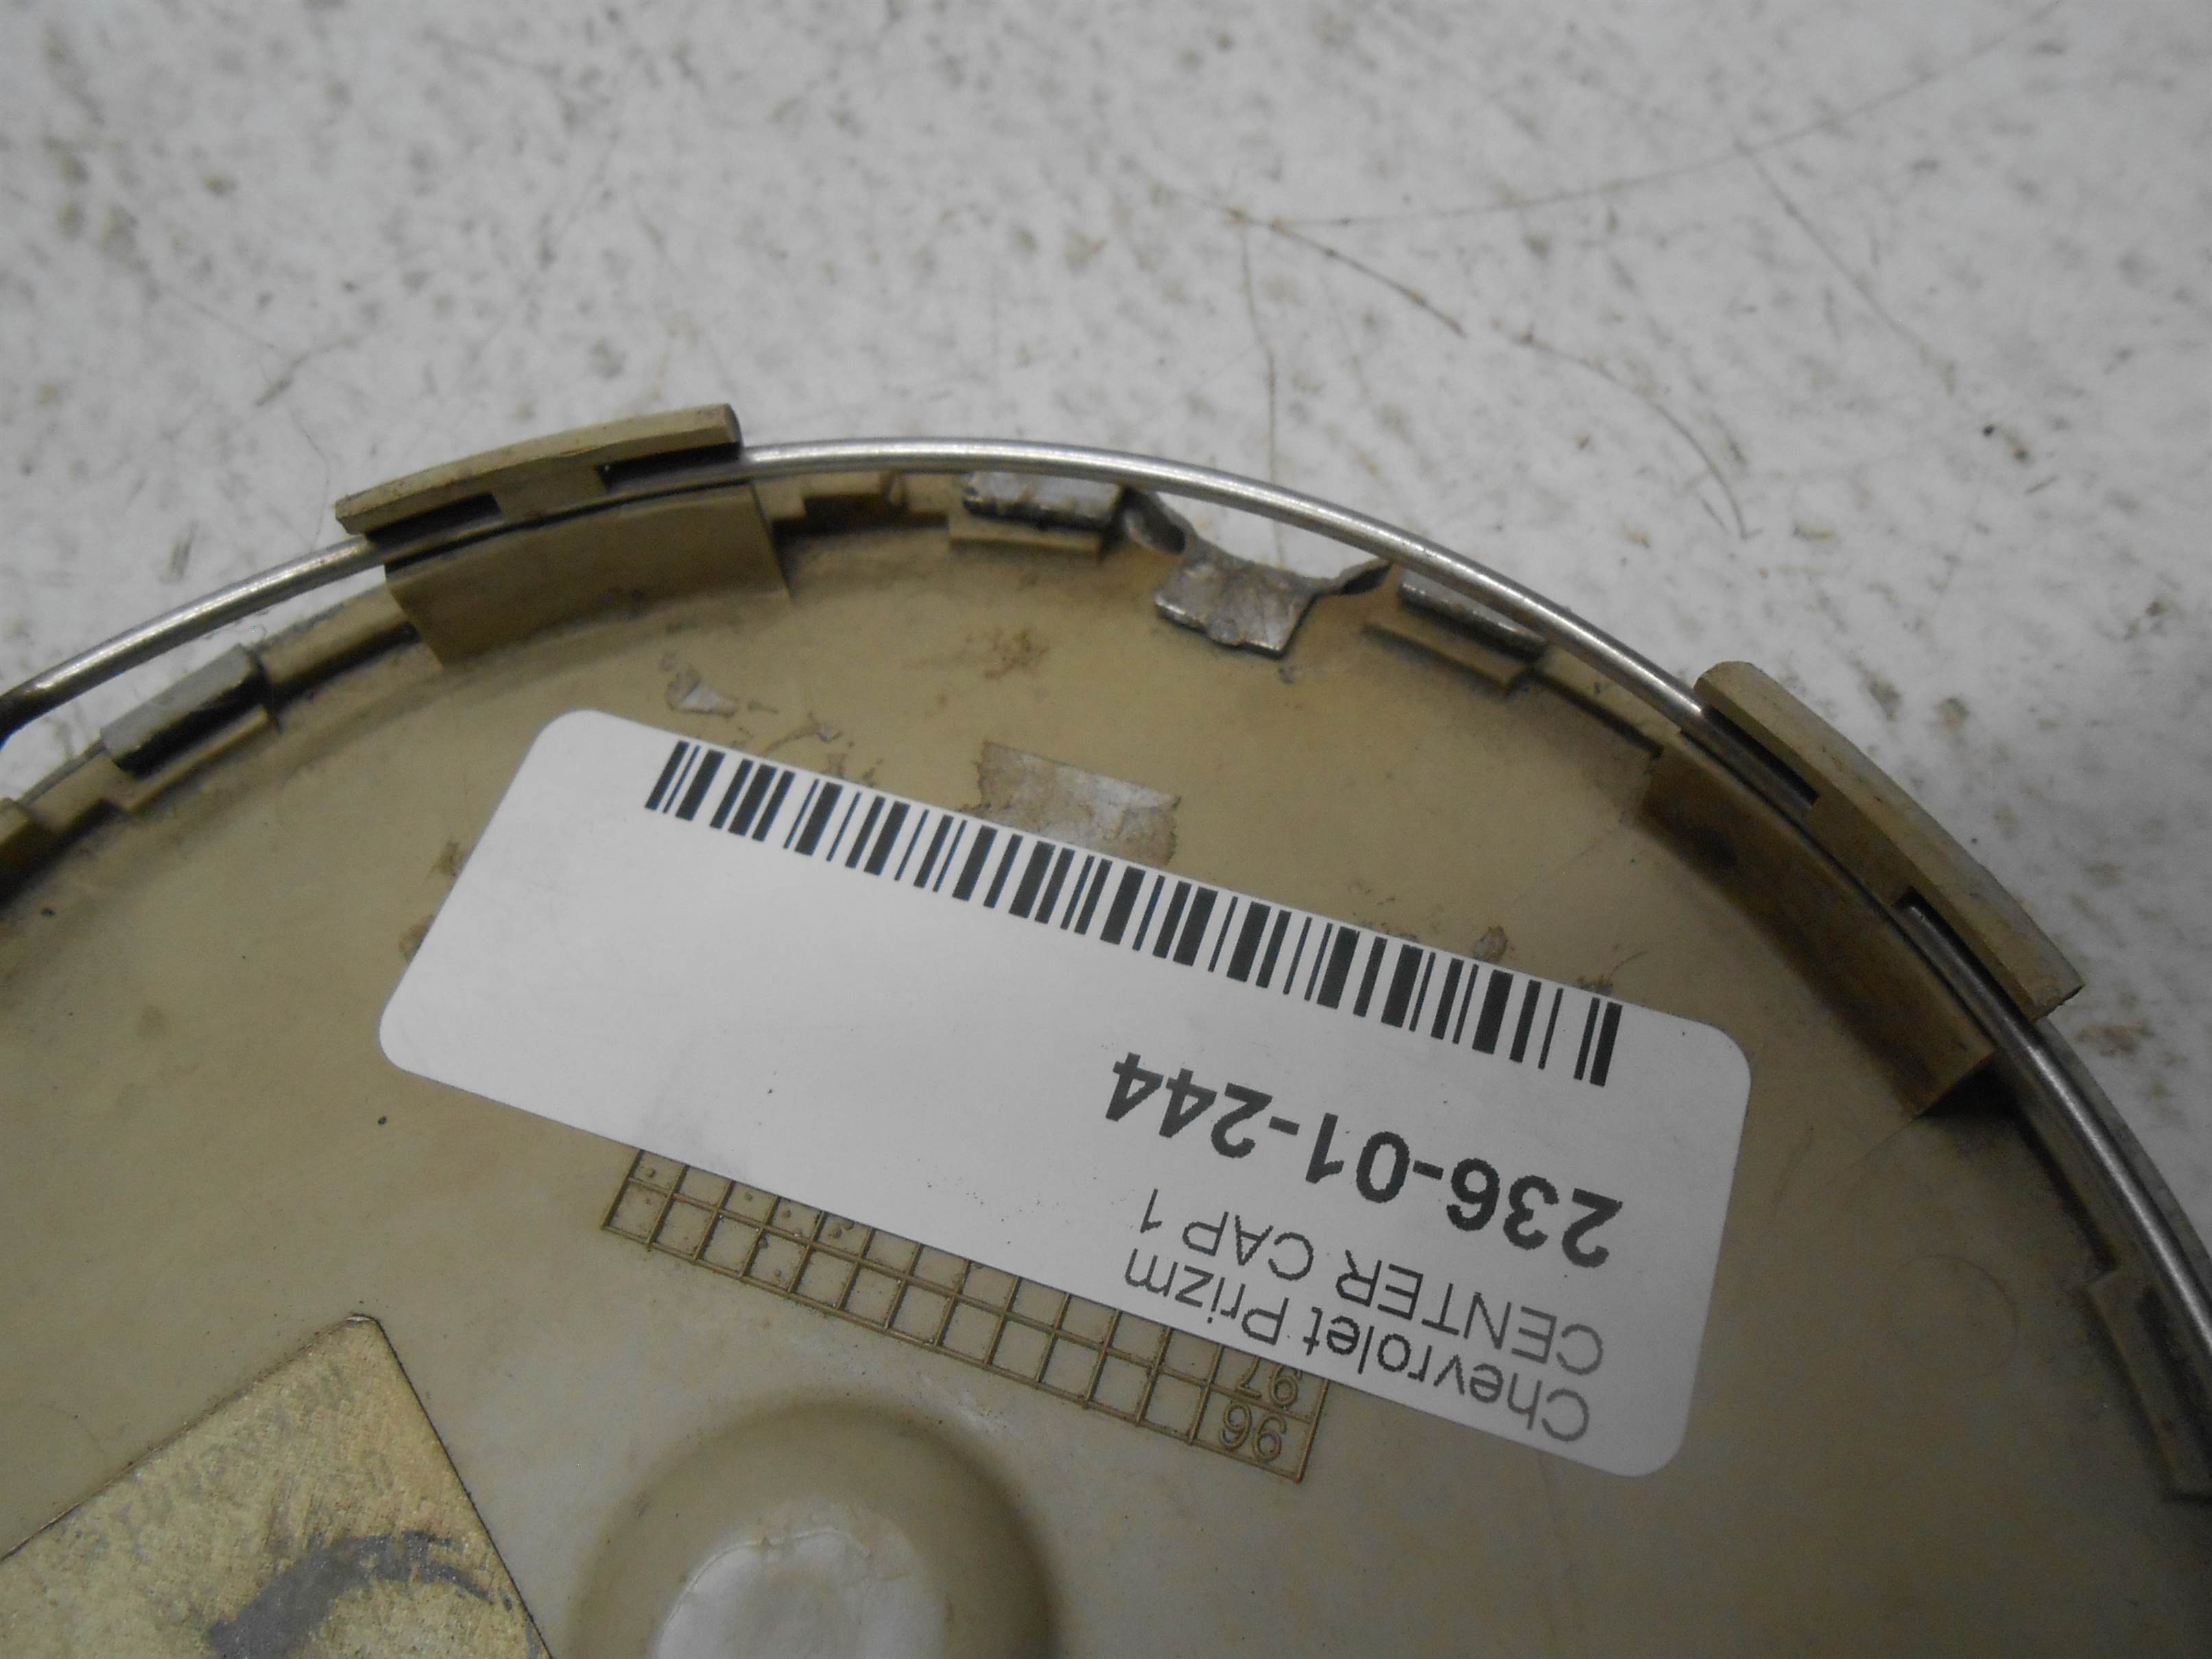 Chevrolet Prizm
CENTER CAP 1
236-01-244
96
97